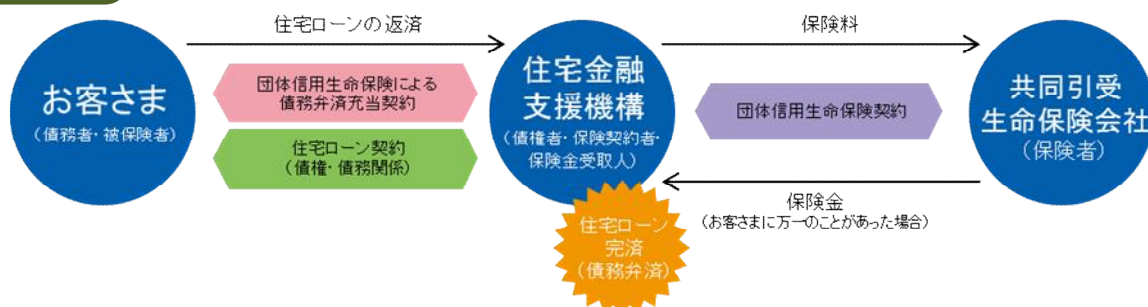 住宅ローンの返済
保険料
お客さま
(債務者・被保険者)
団体信用生命保険による
債務弁済充当契約
住宅ローン契約
(債権・債務関係)
住宅金融
支援機構
(債権者・保険契約者・
保険金受取人)
団体信用生命保険契約
共同引受
生命保険会社
(保険者)
保険金
(お客さまに万一のことがあった場合)
住宅ローン
完済
(債務弁済)